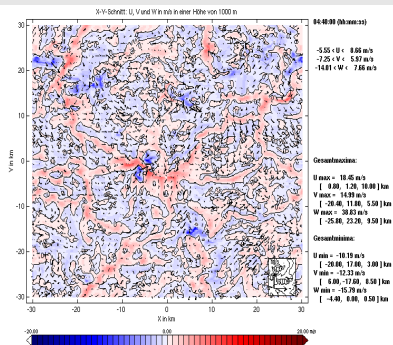 X-Y-Schnitt: U, V und W in m/s in einer Höhe von 1000 m
04:40:00 (hh:mm:ss)
-5.55 < U < 8.66 m/s
-7.25 < V < 5.97 m/s
-14.01 < W < 7.66 m/s
Gesamtmaxima:
U max = 18.45 m/s
[ 0.80, 1.20, 10.00 ] km
V max = 14.99 m/s
[ -20.40, 11.80, 5.50 ] km
W max = 38.83 m/s
[ -25.80, 23.20, 9.50 ] km
Gesamtminima:
U min = -10.19 m/s
[ -20.00, 17.00, 3.00 ] km
V min = -12.33 m/s
[ 6.00, -17.60, 8.50 ] km
W min = -15.79 m/s
[ -4.40, 0.00, 0.50 ] km
30
20
10
0
-10
-20
-30
Y in km
-30 -20 -10 0 10 20 30
X in km
-20.00 0.00 20.00 m/s